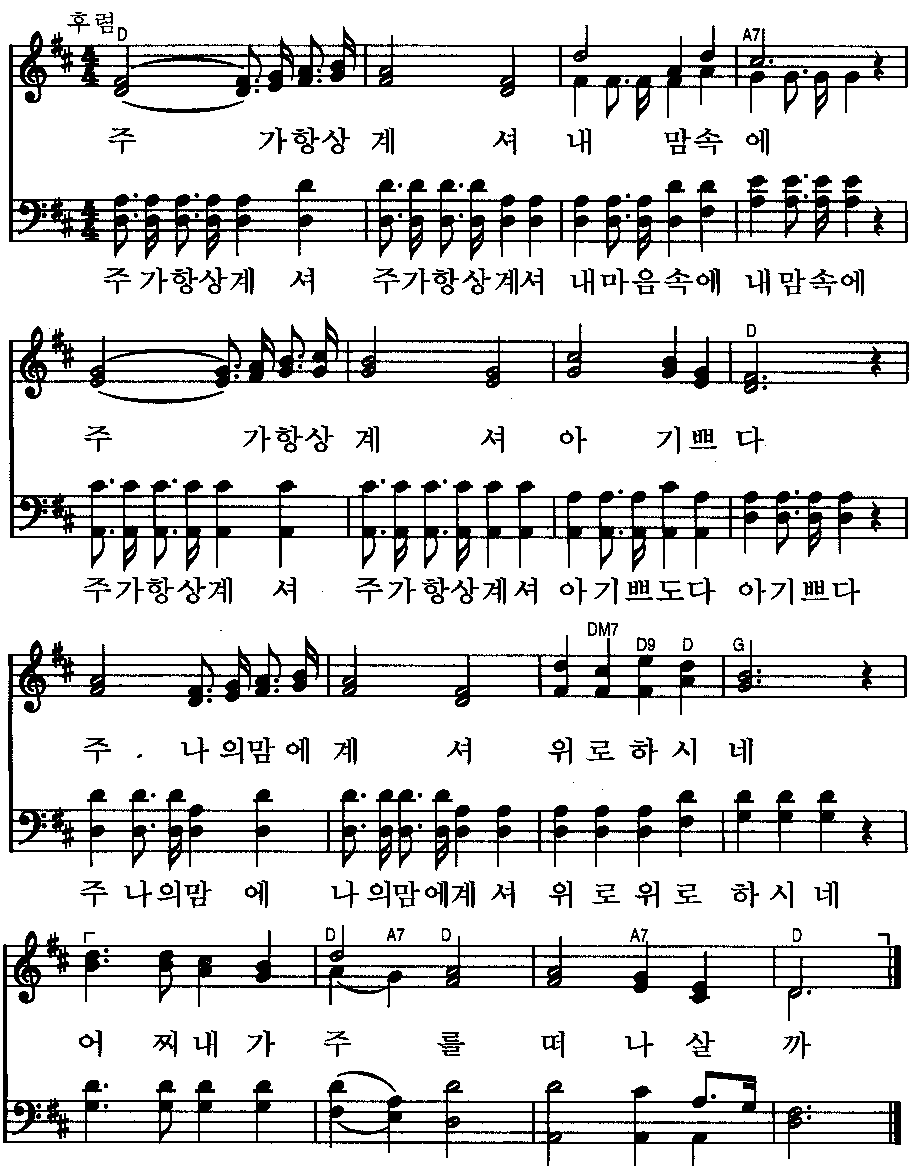 후렴
D A7
주 가항상 계 셔 내 맘속 에
주가항상계 셔 주가항상계셔 내마음속에 내맘속에
D
주 가항상 계 셔 아 기쁘 다
주가항상계 셔 주가항상계셔 아기쁘도다 아기쁘다
DM7 D9 D G
주 . 나의맘에계 셔 위로하시네
주나의맘 에 나의맘에계셔 위로위로 하시네
D A7 D A7 D
어 찌내 가 주 를 떠 나 살 까